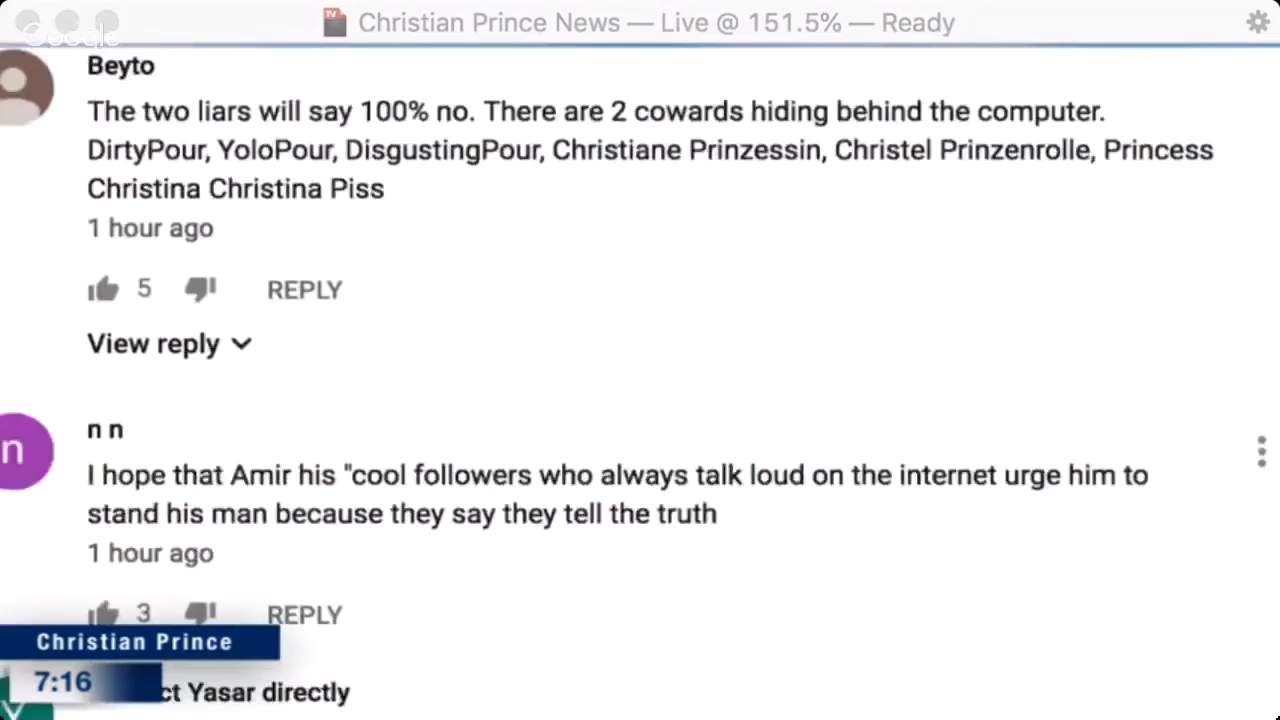 Christian Prince News — Live @ 151.5% — Ready
Google
Beyto
The two liars will say 100% no. There are 2 cowards hiding behind the computer.
DirtyPour, YoloPour, DisgustingPour, Christiane Prinzessin, Christel Prinzenrolle, Princess
Christina Christina Piss
1 hour ago
5 REPLY
View reply
n
n n
I hope that Amir his "cool followers who always talk loud on the internet urge him to
stand his man because they say they tell the truth
1 hour ago
3 REPLY
Christian Prince
7:16
Yasar directly